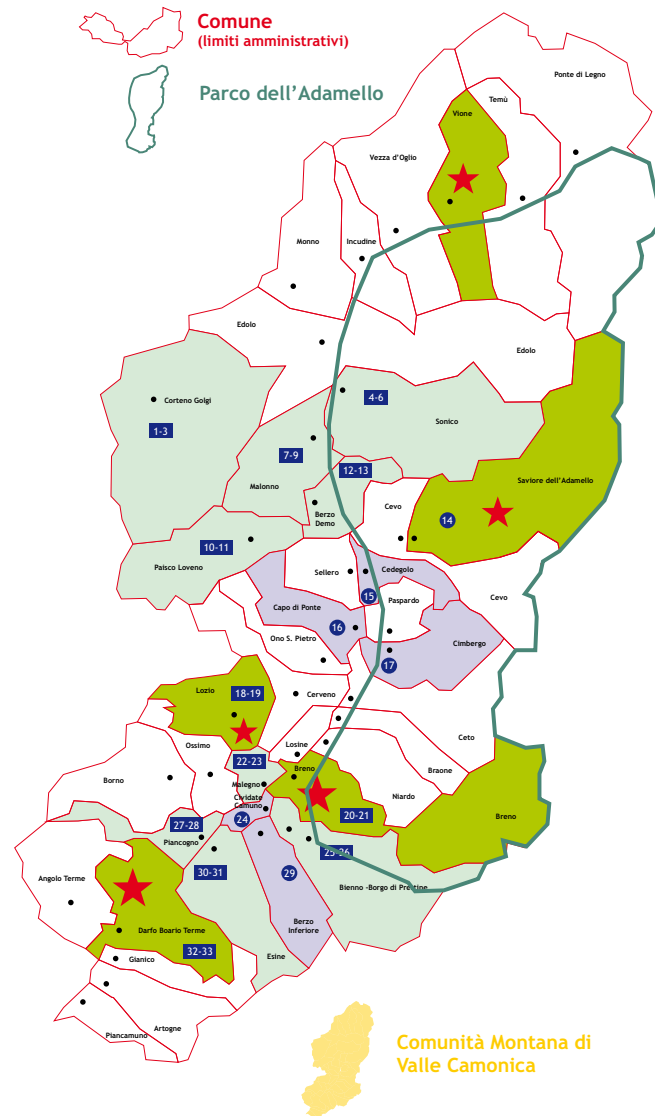 Comune
(limiti amministrativi)
Parco dell'Adamello
Ponte di Legno
Temù
Vione
Vezza d'Oglio
Monno
Incudine
Edolo
Edolo
Corteno Golgi
1-3
4-6
Sonico
7-9
Malonno
12-13
Berzo
Demo
Cevo
Saviore dell'Adamello
14
10-11
Paisco Loveno
Sellero
Cedegolo
15
Paspardo
Cevo
Capo di Ponte
16
Ono S. Pietro
17
Cimbergo
Lozio
18-19
Cerveno
Ossimo
22-23
Losine
Ceto
Braone
Borno
Malegno
Breno
Niardo
Cividate
Camuno
20-21
Breno
27-28
24
Piancogno
25-26
Angolo Terme
30-31
29
Bienno -Borgo di Prestine
Darfo Boario Terme
Berzo
Inferiore
32-33
Gianico
Esine
Artogne
Piancamuno
Comunità Montana di
Valle Camonica